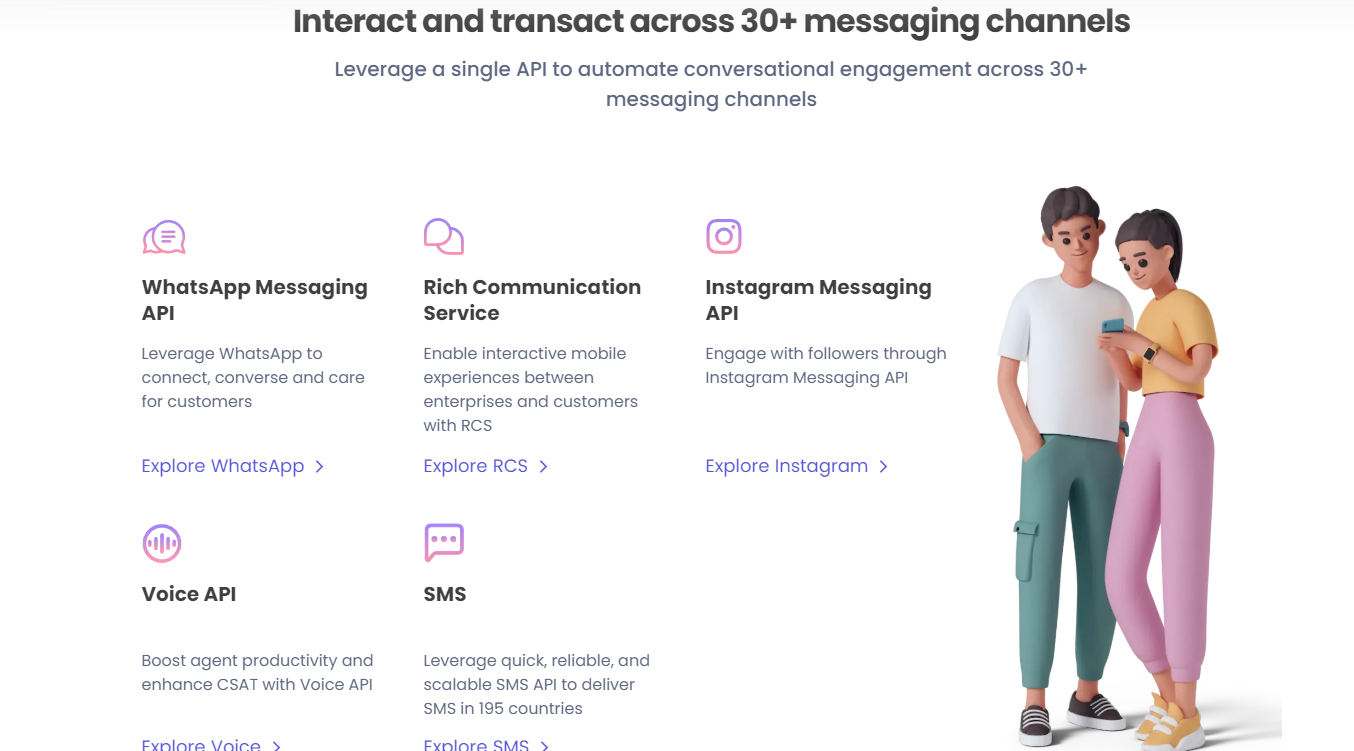 Interact and transact across 30+ messaging channels
Leverage a single API to automate conversational engagement across 30+
messaging channels
WhatsApp Messaging
API
Leverage WhatsApp to
connect, converse and care
for customers
Explore WhatsApp
Rich Communication
Service
Enable interactive mobile
experiences between
enterprises and customers
with RCS
Explore RCS
Instagram Messaging
API
Engage with followers through
Instagram Messaging API
Explore Instagram
Voice API
Boost agent productivity and
enhance CSAT with Voice API
Explore Voice
SMS
Leverage quick, reliable, and
scalable SMS API to deliver
SMS in 195 countries
Explore SMS